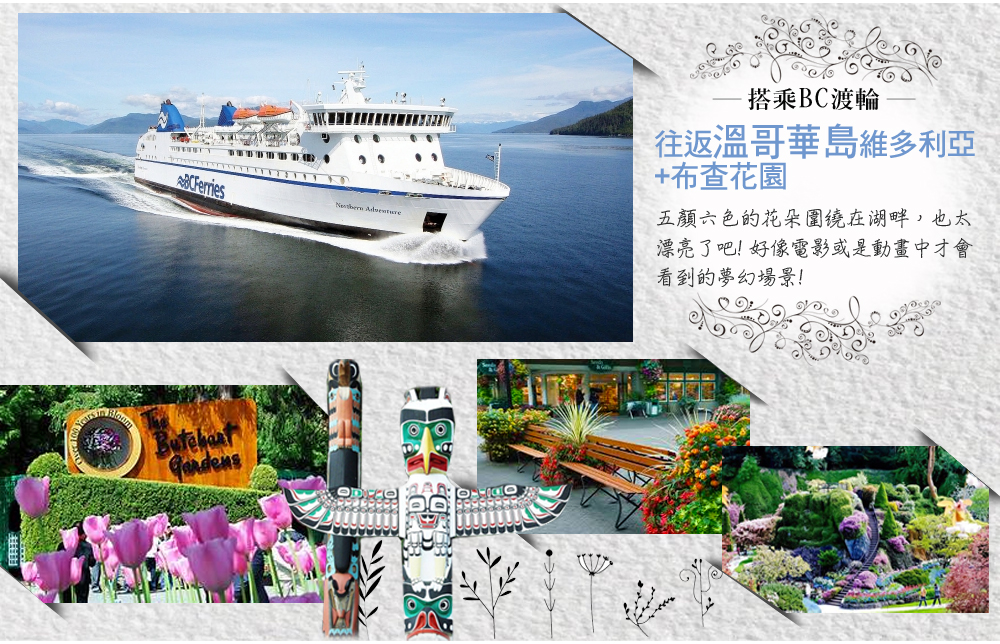 搭乘BC渡輪
往返溫哥華島維多利亞
+布查花園
五顏六色的花朵圍繞在湖畔，也太
漂亮了吧! 好像電影或是動畫中才會
看到的夢幻場景!
BCFerries
Northern Adventure
Over 100 Years in Bloom
The
Butchart
Gardens